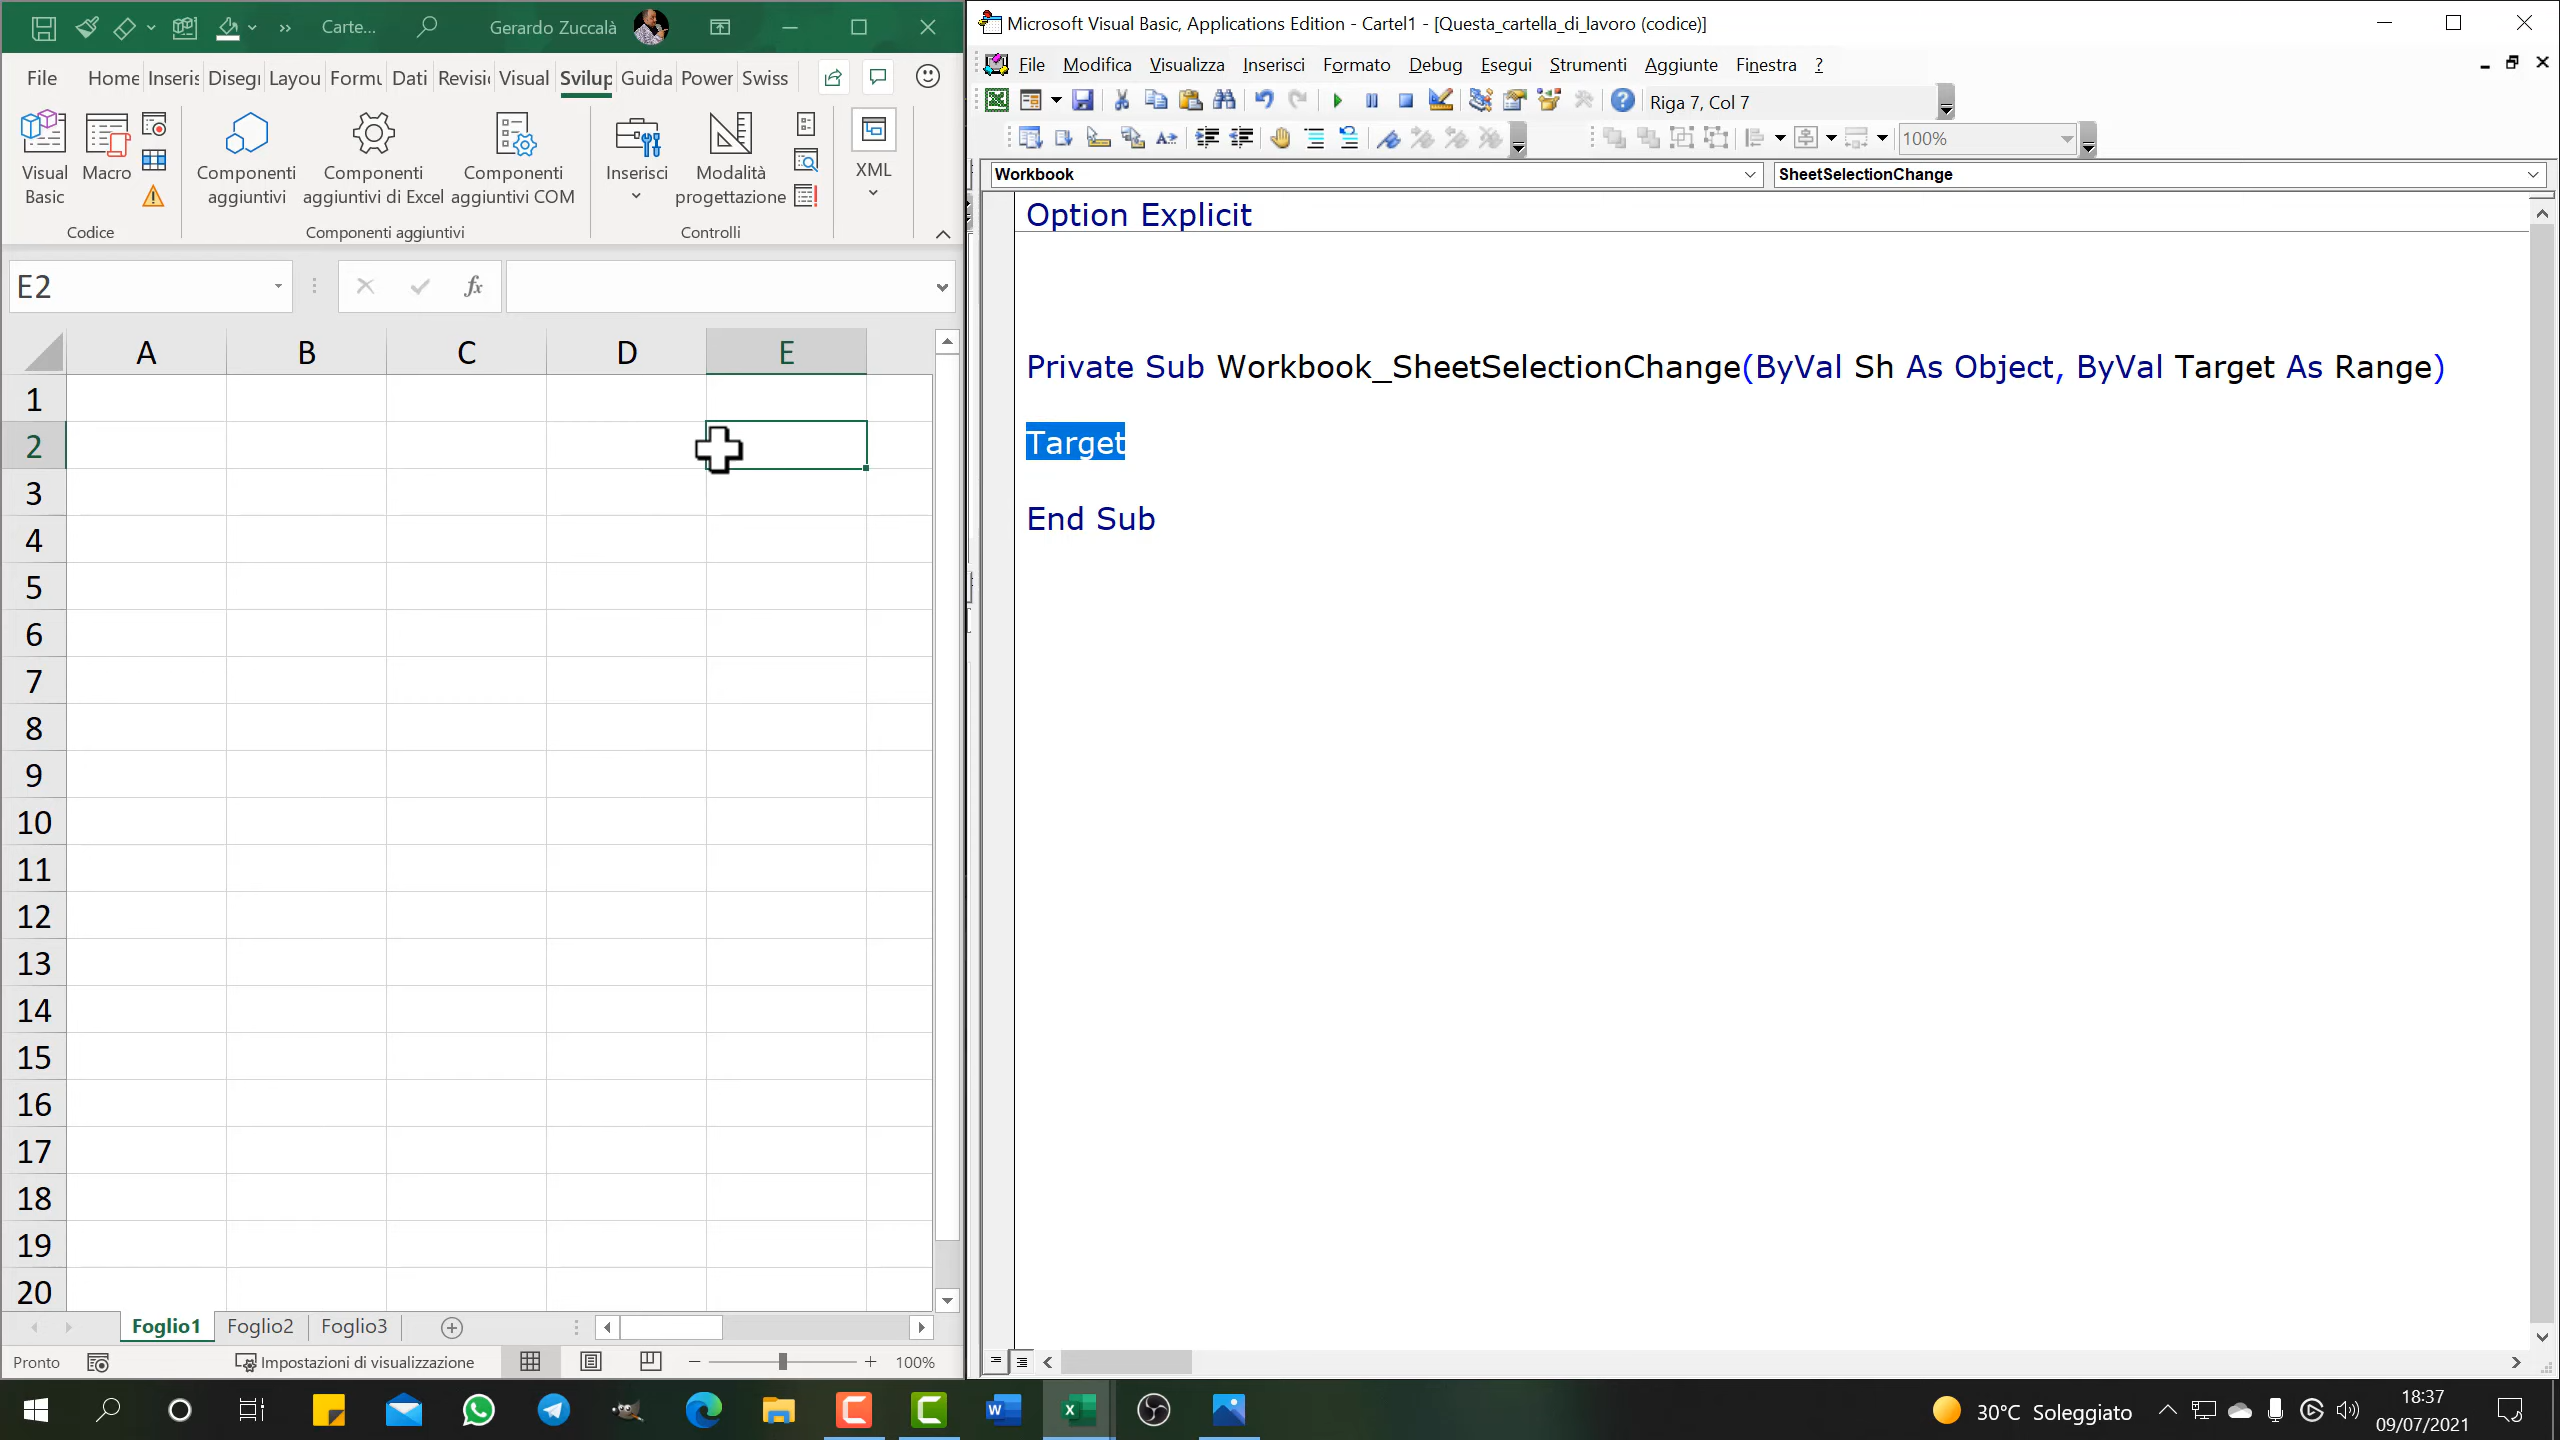 Carte...
Gerardo Zuccalà
File Home Inseris Disegn Layou Formu Dati Revisio Visual Svilup Guida Power Swiss
Visual Basic
Macro
Componenti aggiuntivi
Componenti aggiuntivi di Excel
Componenti aggiuntivi COM
Inserisci
Modalità progettazione
XML
Codice
Componenti aggiuntivi
Controlli
E2
fx
A B C D E
1
2
3
4
5
6
7
8
9
10
11
12
13
14
15
16
17
18
19
20
Foglio1 Foglio2 Foglio3
Pronto
Impostazioni di visualizzazione
100%
Microsoft Visual Basic, Applications Edition - Cartel1 - [Questa_cartella_di_lavoro (codice)]
File Modifica Visualizza Inserisci Formato Debug Esegui Strumenti Aggiunte Finestra ?
Riga 7, Col 7
100%
Workbook
SheetSelectionChange
Option Explicit
Private Sub Workbook_SheetSelectionChange(ByVal Sh As Object, ByVal Target As Range)
Target
End Sub
30°C Soleggiato
18:37
09/07/2021